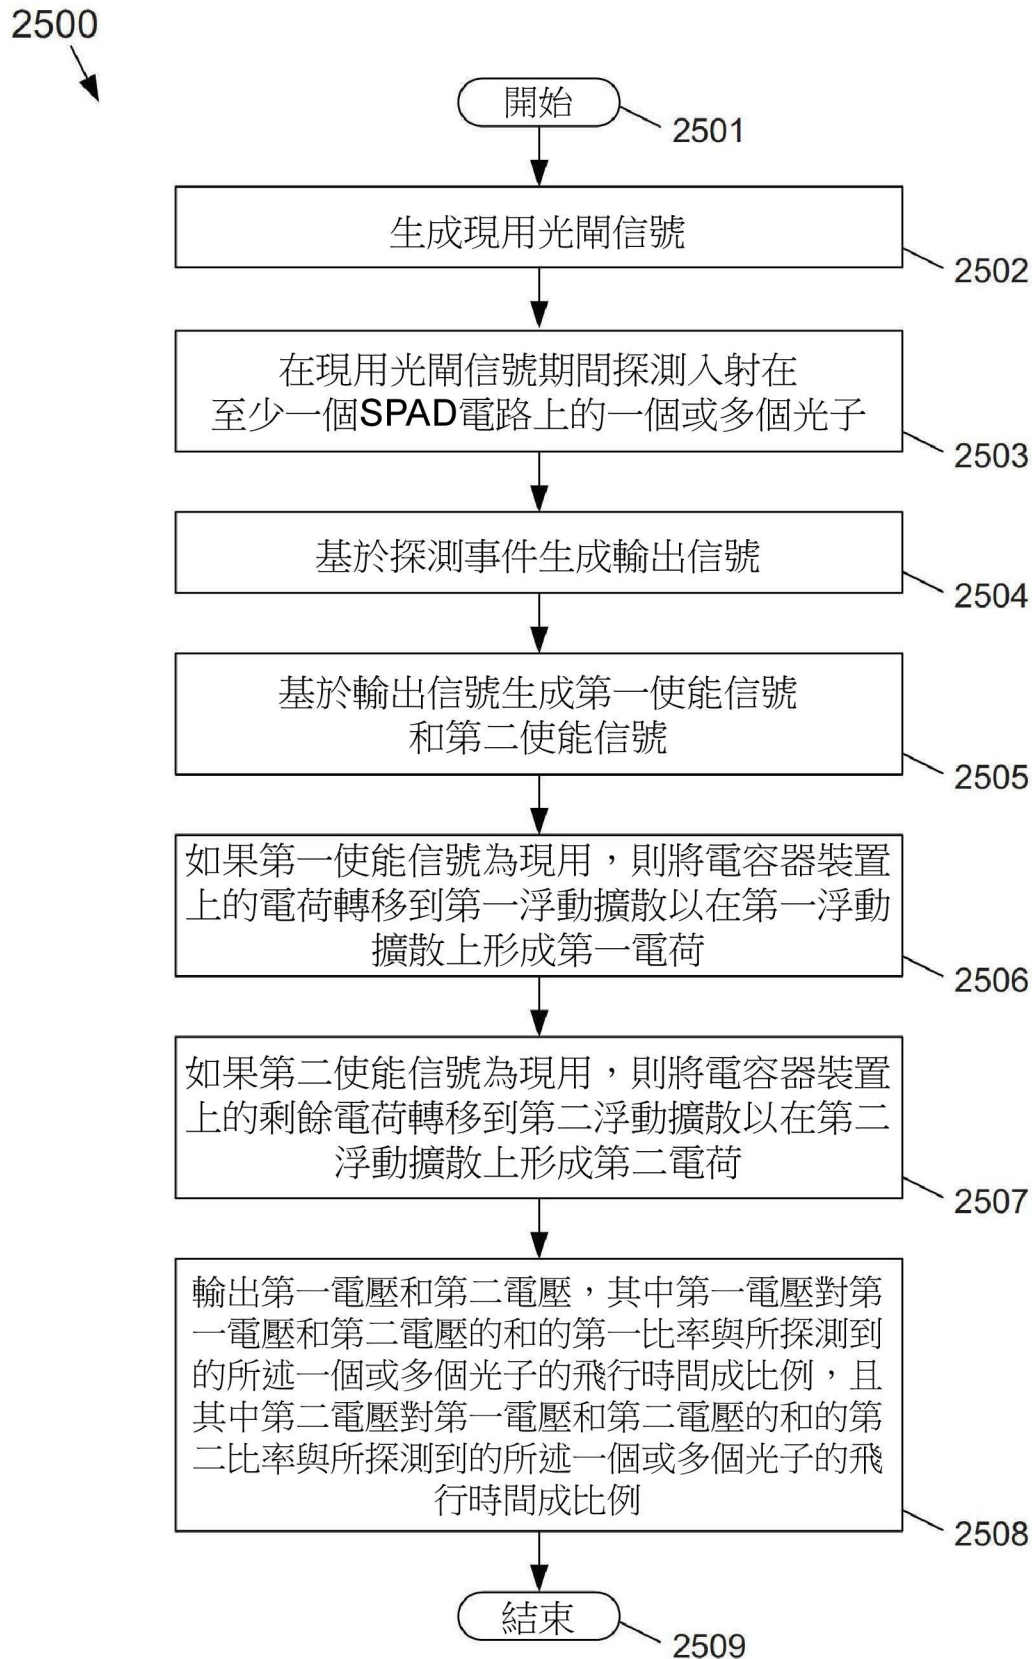 2500
開始
2501
生成現用光閘信號
2502
在現用光閘信號期間探測入射在
至少一個SPAD電路上的一個或多個光子
2503
基於探測事件生成輸出信號
2504
基於輸出信號生成第一使能信號
和第二使能信號
2505
如果第一使能信號為現用，則將電容器裝置
上的電荷轉移到第一浮動擴散以在第一浮動
擴散上形成第一電荷
2506
如果第二使能信號為現用，則將電容器裝置
上的剩餘電荷轉移到第二浮動擴散以在第二
浮動擴散上形成第二電荷
2507
輸出第一電壓和第二電壓，其中第一電壓對第
一電壓和第二電壓的和的第一比率與所探測到
的所述一個或多個光子的飛行時間成比例，且
其中第二電壓對第一電壓和第二電壓的和的第
二比率與所探測到的所述一個或多個光子的飛
行時間成比例
2508
結束
2509